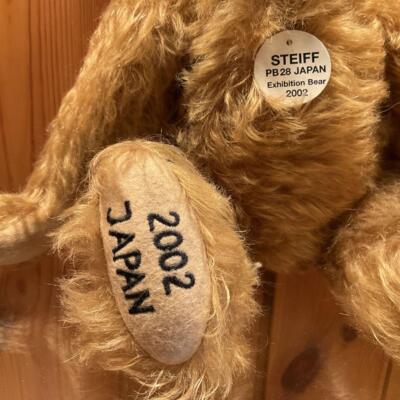 STEIFF
PB28 JAPAN
Exhibition Bear
2002
2002
JAPAN